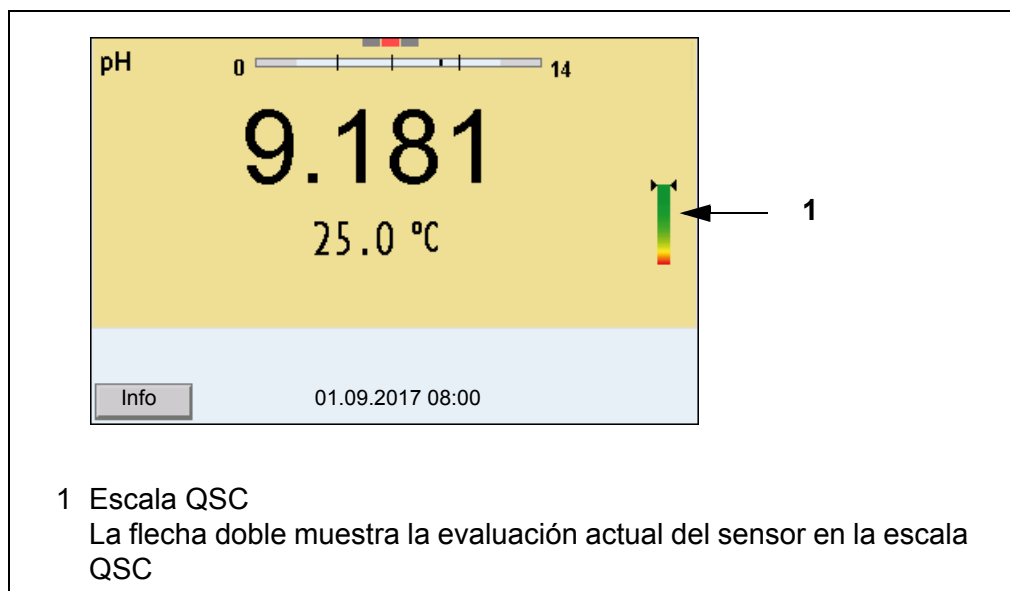 pH
0 14
9.181
25.0 °C
1
Info
01.09.2017 08:00
1 Escala QSC
La flecha doble muestra la evaluación actual del sensor en la escala
QSC